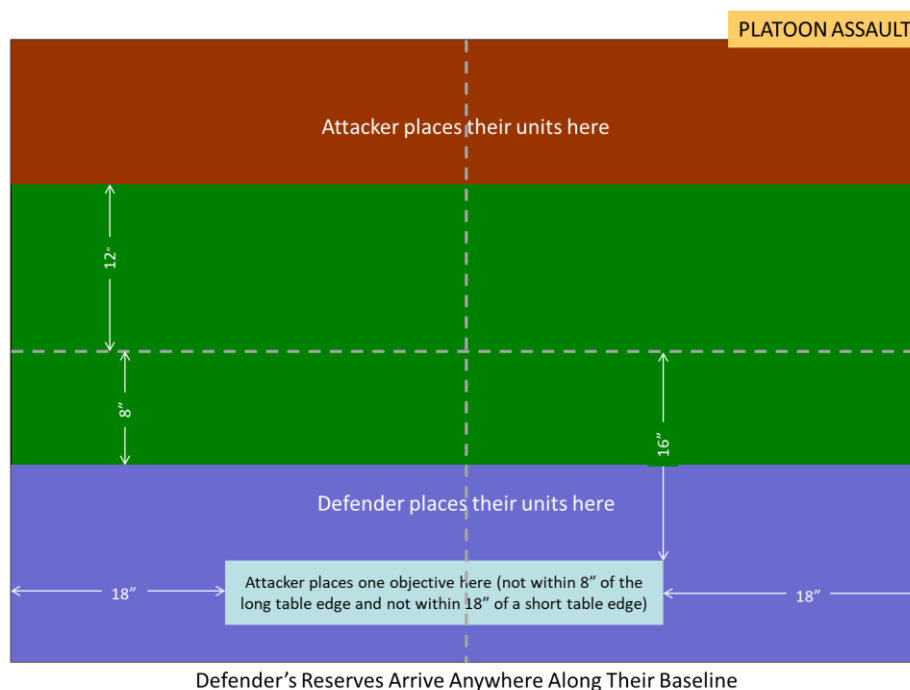 PLATOON ASSAULT
Attacker places their units here
12”
8”
16”
Defender places their units here
Attacker places one objective here (not within 8” of the
long table edge and not within 18” of a short table edge)
18”
18”
Defender’s Reserves Arrive Anywhere Along Their Baseline